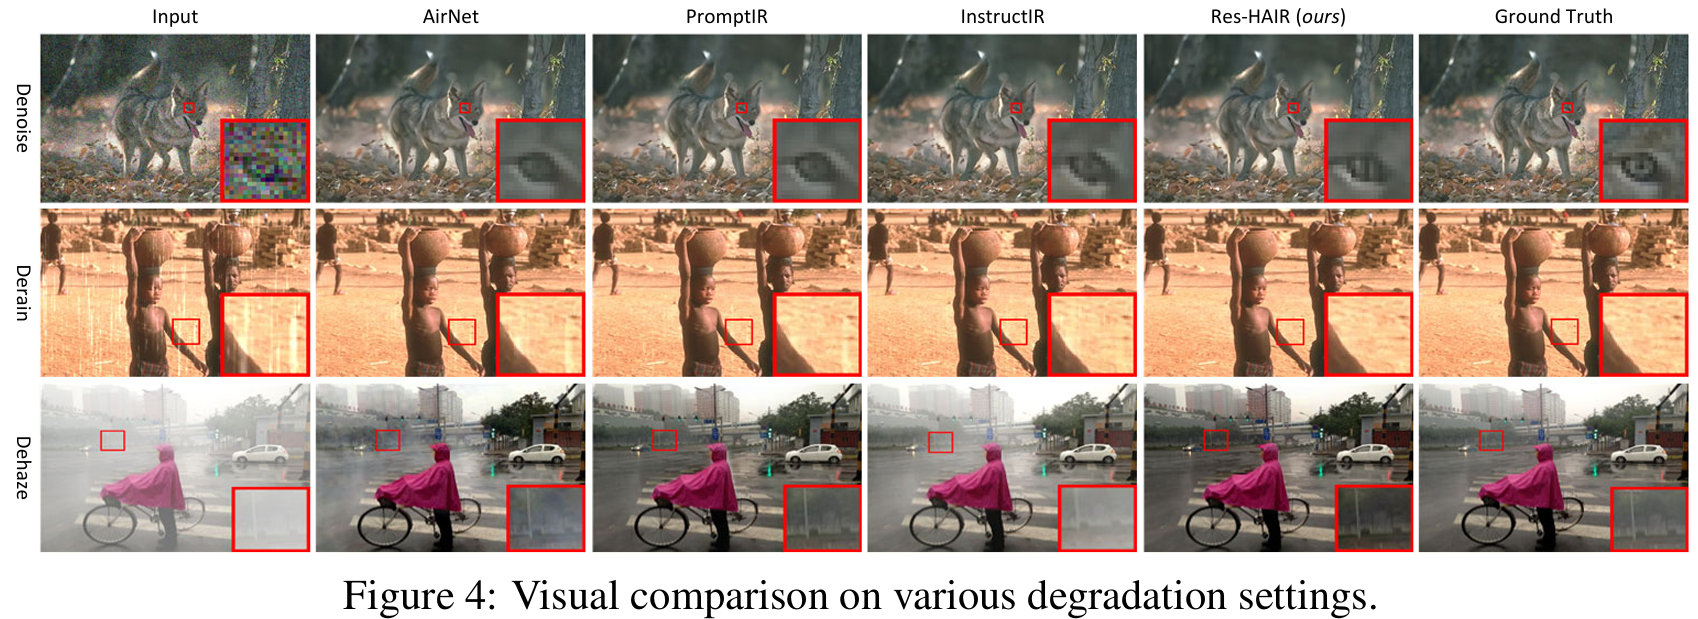 Input AirNet PromptIR InstructIR Res-HAIR (ours) Ground Truth
Denoise
Derain
Dehaze
Figure 4: Visual comparison on various degradation settings.